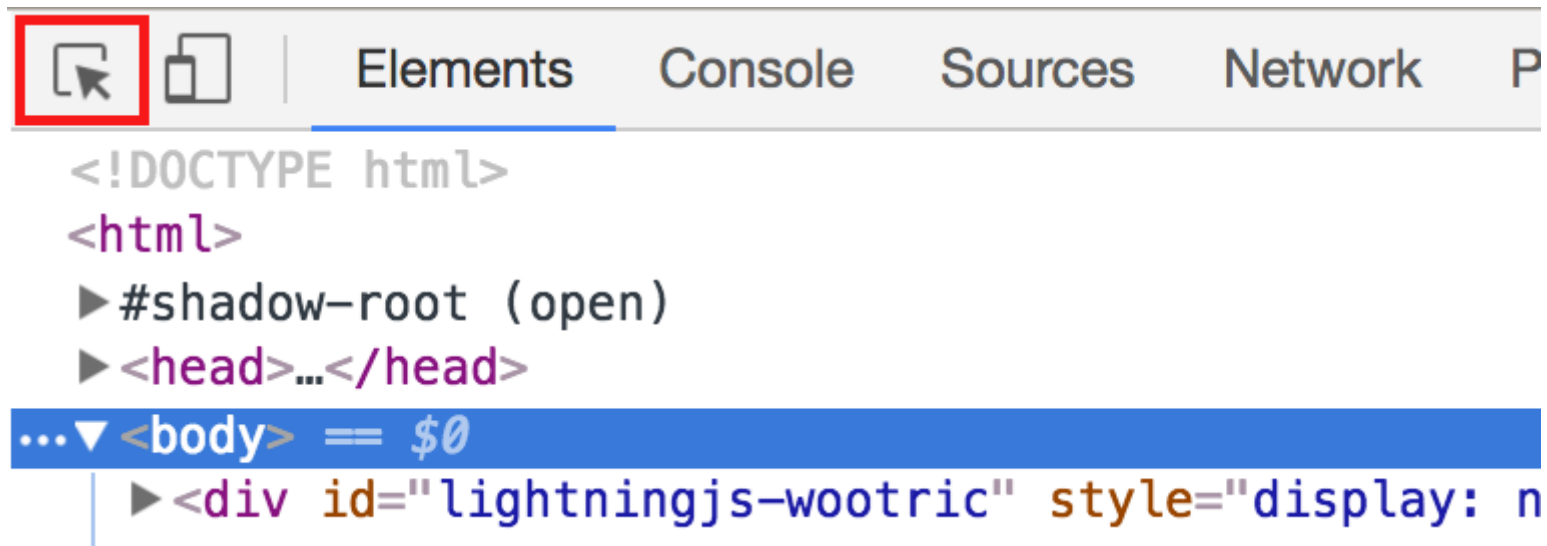 Elements Console Sources Network P
<!DOCTYPE html>
<html>
▶#shadow-root (open)
▶<head>…</head>
…▼<body> == $0
▶<div id="lightningjs-wootric" style="display: n